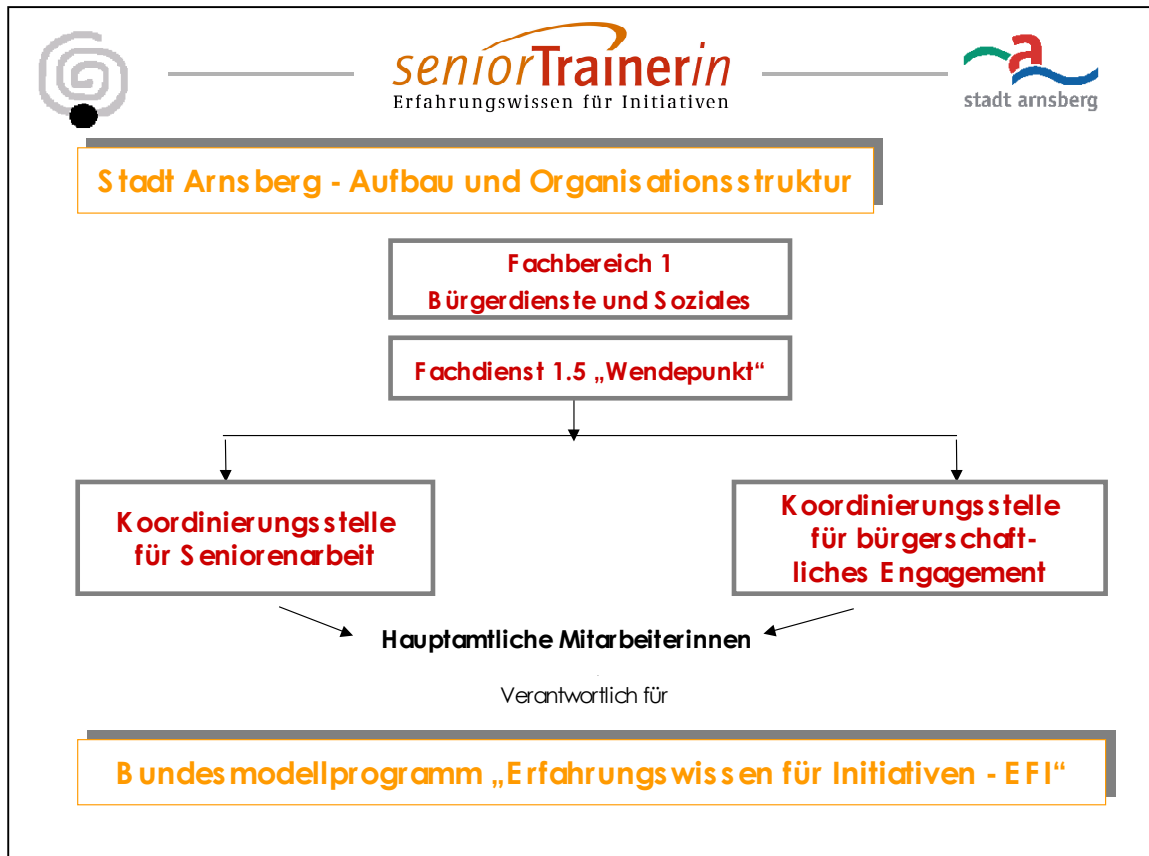 seniorTrainerin
Erfahrungswissen für Initiativen
a
stadt arnsberg
Stadt Arnsberg - Aufbau und Organisationsstruktur
Fachbereich 1
Bürgerdienste und Soziales
Fachdienst 1.5 „Wendepunkt“
Koordinierungsstelle
für Seniorenarbeit
Koordinierungsstelle
für bürgerschaft-
liches Engagement
Hauptamtliche Mitarbeiterinnen
Verantwortlich für
Bundesmodellprogramm „Erfahrungswissen für Initiativen - EFI“